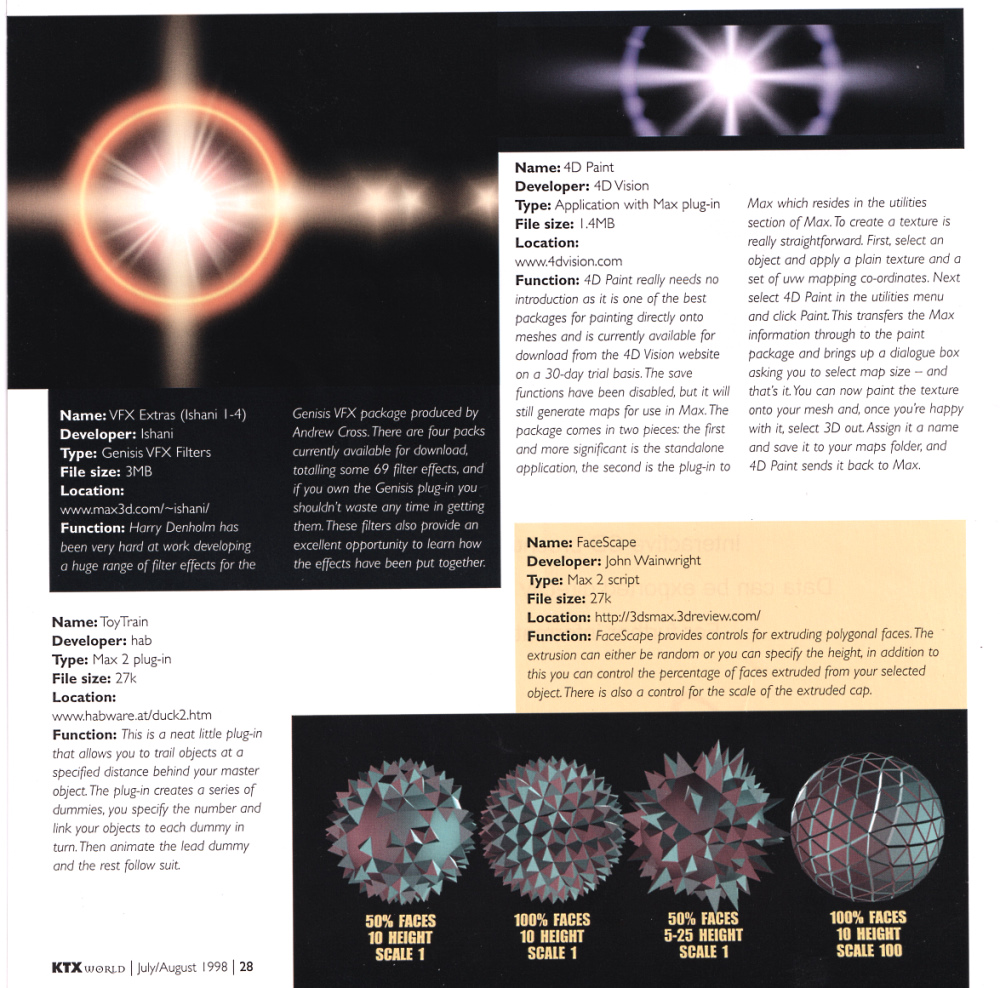 Name: 4D Paint
Developer: 4D Vision
Type: Application with Max plug-in
File size: 1.4MB
Location:
www.4dvision.com
Function: 4D Paint really needs no
introduction as it is one of the best
packages for painting directly onto
meshes and is currently available for
download from the 4D Vision website
on a 30-day trial basis. The save
functions have been disabled, but it will
still generate maps for use in Max. The
package comes in two pieces: the first
and more significant is the standalone
application, the second is the plug-in to
Max which resides in the utilities
section of Max. To create a texture is
really straightforward. First, select an
object and apply a plain texture and a
set of uvw mapping co-ordinates. Next
select 4D Paint in the utilities menu
and click Paint. This transfers the Max
information through to the paint
package and brings up a dialogue box
asking you to select map size – and
that's it. You can now paint the texture
onto your mesh and, once you're happy
with it, select 3D out. Assign it a name
and save it to your maps folder, and
4D Paint sends it back to Max.
Name: VFX Extras (Ishani 1-4)
Developer: Ishani
Type: Genisis VFX Filters
File size: 3MB
Location:
www.max3d.com/~ishani/
Function: Harry Denholm has
been very hard at work developing
a huge range of filter effects for the
Genisis VFX package produced by
Andrew Cross. There are four packs
currently available for download,
totalling some 69 filter effects, and
if you own the Genisis plug-in you
shouldn't waste any time in getting
them. These filters also provide an
excellent opportunity to learn how
the effects have been put together.
Name: FaceScape
Developer: John Wainwright
Type: Max 2 script
File size: 27k
Location: http://3dsmax.3dreview.com/
Function: FaceScape provides controls for extruding polygonal faces. The
extrusion can either be random or you can specify the height, in addition to
this you can control the percentage of faces extruded from your selected
object. There is also a control for the scale of the extruded cap.
Name: ToyTrain
Developer: hab
Type: Max 2 plug-in
File size: 27k
Location:
www.habware.at/duck2.htm
Function: This is a neat little plug-in
that allows you to trail objects at a
specified distance behind your master
object. The plug-in creates a series of
dummies, you specify the number and
link your objects to each dummy in
turn. Then animate the lead dummy
and the rest follow suit.
50% FACES
10 HEIGHT
SCALE 1
100% FACES
10 HEIGHT
SCALE 1
50% FACES
5-25 HEIGHT
SCALE 1
100% FACES
10 HEIGHT
SCALE 100
KTX WORLD | July/August 1998 | 28